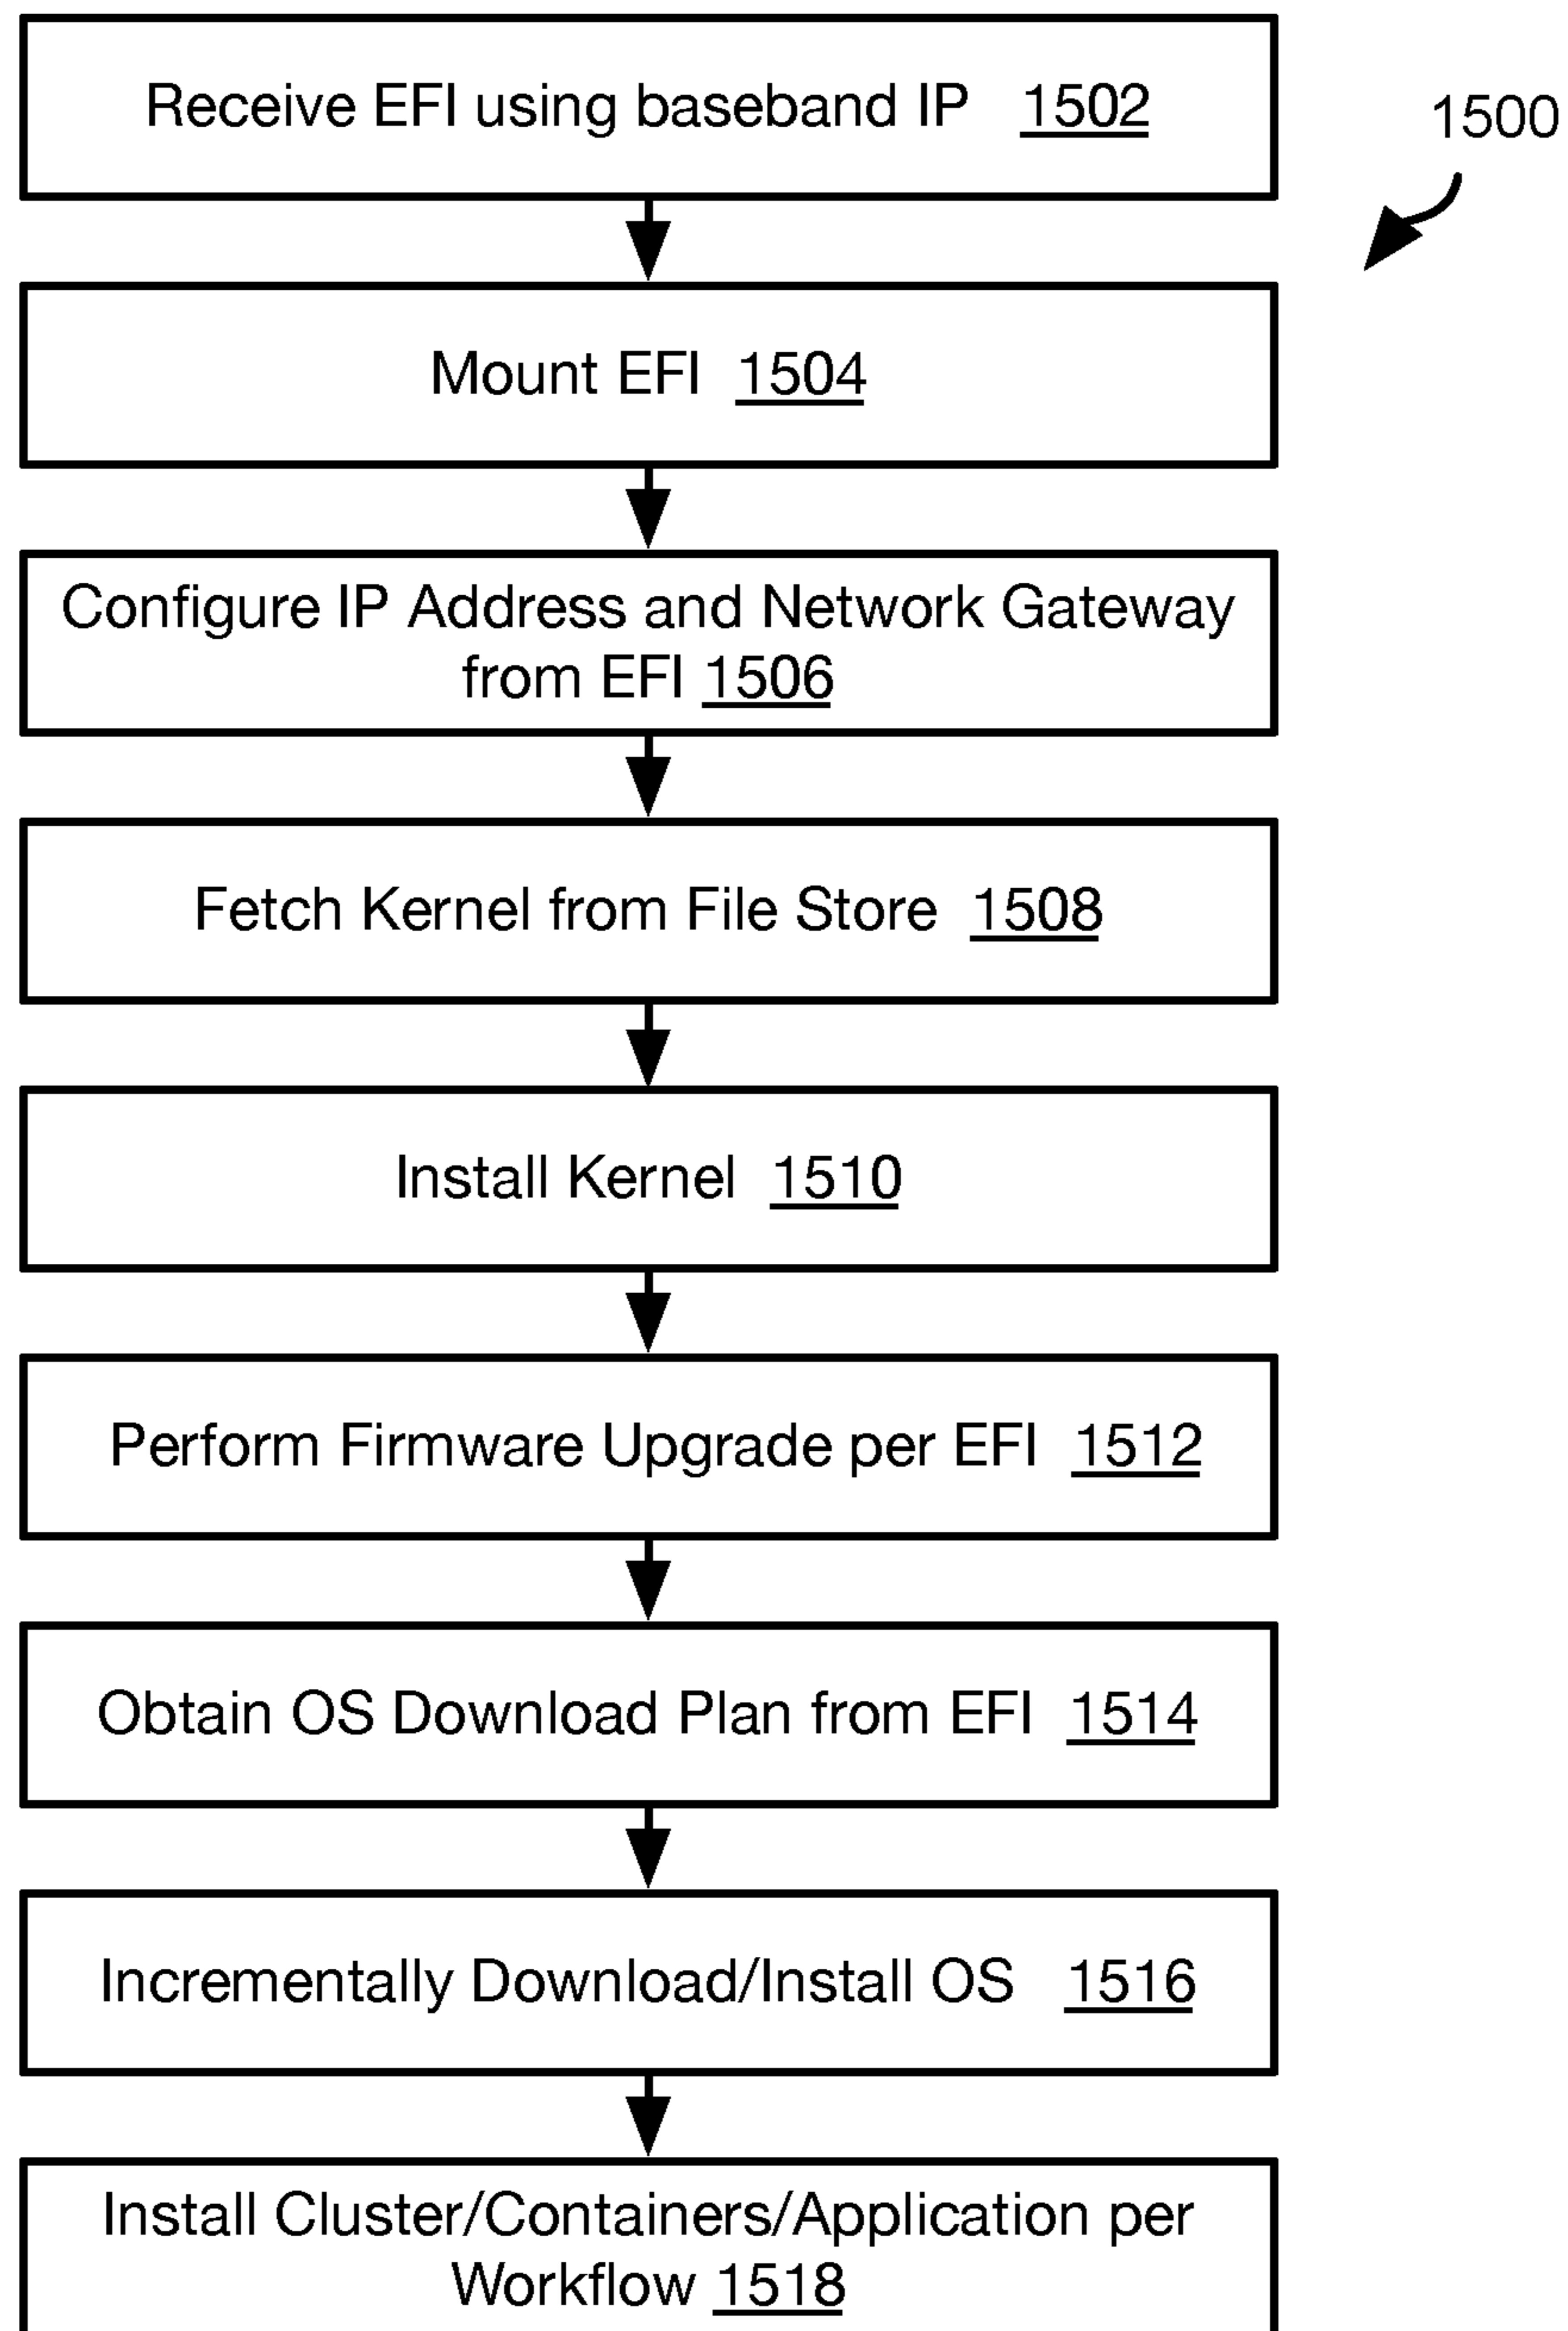 Receive EFI using baseband IP 1502
1500
Mount EFI 1504
Configure IP Address and Network Gateway
from EFI 1506
Fetch Kernel from File Store 1508
Install Kernel 1510
Perform Firmware Upgrade per EFI 1512
Obtain OS Download Plan from EFI 1514
Incrementally Download/Install OS 1516
Install Cluster/Containers/Application per
Workflow 1518